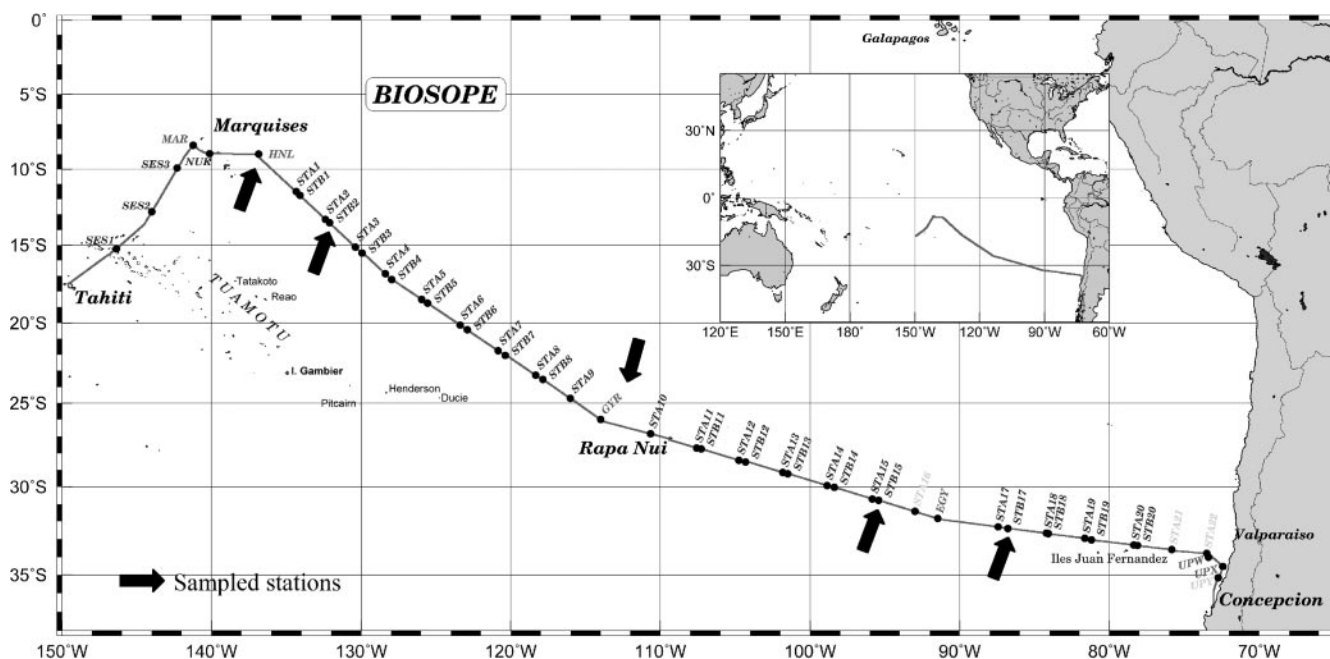 0°
5°S
10°S
15°S
20°S
25°S
30°S
35°S
150°W
140°W
130°W
120°W
110°W
100°W
90°W
80°W
70°W
BIOSOPE
Galapagos
Marquises
MAR
NUK
HNL
SES3
SES2
SES1
Tahiti
TUAMOTU
Tatakoto
Reao
I. Gambier
Pitcairn
Henderson
Ducie
STA1
STB1
STA2
STB2
STA3
STB3
STA4
STB4
STA5
STB5
STA6
STB6
STA7
STB7
STA8
STB8
STA9
GYR
Rapa Nui
STA10
STA11
STB11
STA12
STB12
STA13
STB13
STA14
STB14
STA15
STB15
STA16
EGY
STA17
STB17
STA18
STB18
STA19
STB19
STA20
STB20
STA21
STA22
Iles Juan Fernandez
Valparaiso
UPW
UPX
UPY
Concepcion
Sampled stations
30°N
0°
30°S
120°E
150°E
180°
150°W
120°W
90°W
60°W